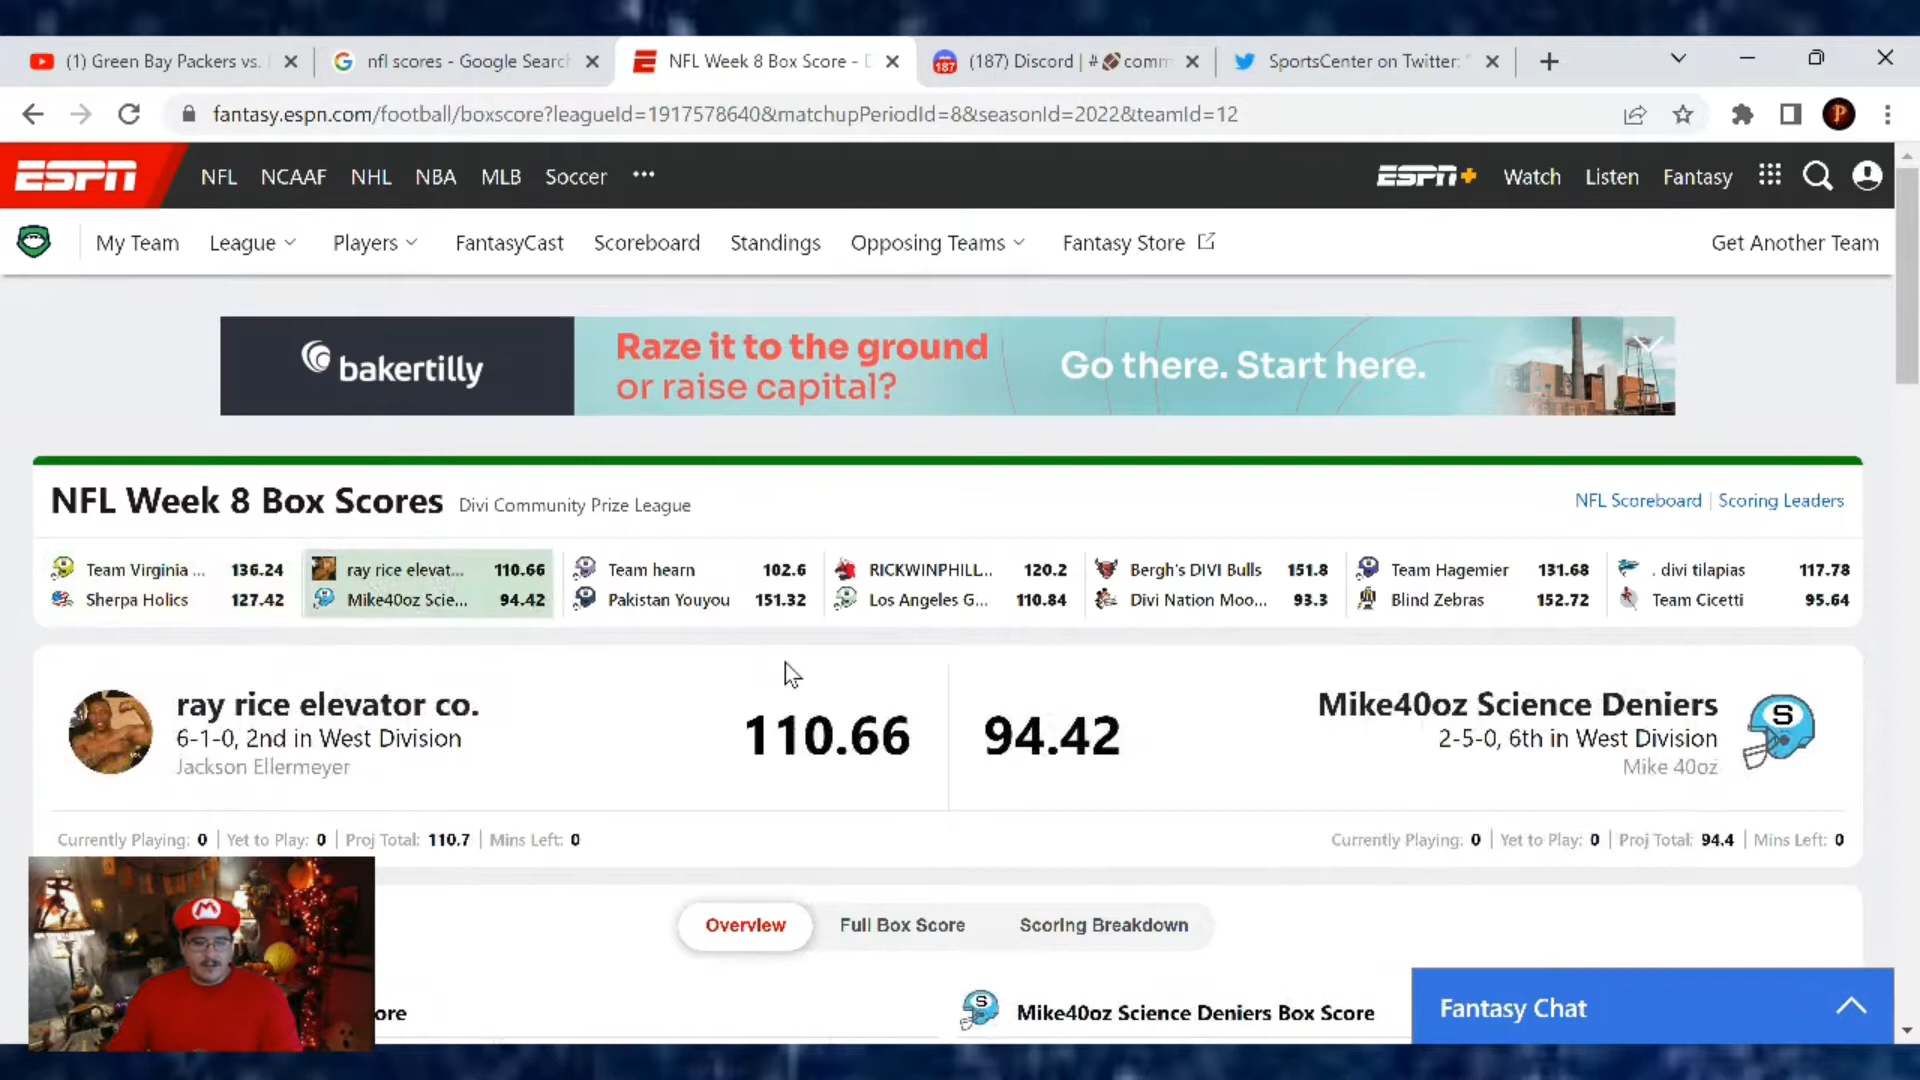 (1) Green Bay Packers vs.
nfl scores - Google Search
NFL Week 8 Box Score - D
(187) Discord | #🏈comm
SportsCenter on Twitter: "
fantasy.espn.com/football/boxscore?leagueId=1917578640&matchupPeriodId=8&seasonId=2022&teamId=12
P
ESPN NFL NCAAF NHL NBA MLB Soccer ••• ESPN+ Watch Listen Fantasy
My Team League Players FantasyCast Scoreboard Standings Opposing Teams Fantasy Store Get Another Team
bakertilly
Raze it to the ground
or raise capital?
Go there. Start here.
NFL Week 8 Box Scores Divi Community Prize League NFL Scoreboard | Scoring Leaders
Team Virginia ... 136.24
Sherpa Holics 127.42
ray rice elevat... 110.66
Mike40oz Scie... 94.42
Team hearn 102.6
Pakistan Youyou 151.32
RICKWINPHILL... 120.2
Los Angeles G... 110.84
Bergh's DIVI Bulls 151.8
Divi Nation Moo... 93.3
Team Hagemier 131.68
Blind Zebras 152.72
. divi tilapias 117.78
Team Cicetti 95.64
ray rice elevator co.
6-1-0, 2nd in West Division
Jackson Ellermeyer
110.66
94.42
Mike40oz Science Deniers
2-5-0, 6th in West Division
Mike 40oz
S
Currently Playing: 0 | Yet to Play: 0 | Proj Total: 110.7 | Mins Left: 0
Currently Playing: 0 | Yet to Play: 0 | Proj Total: 94.4 | Mins Left: 0
Overview Full Box Score Scoring Breakdown
M
ore
S
Mike40oz Science Deniers Box Score
Fantasy Chat